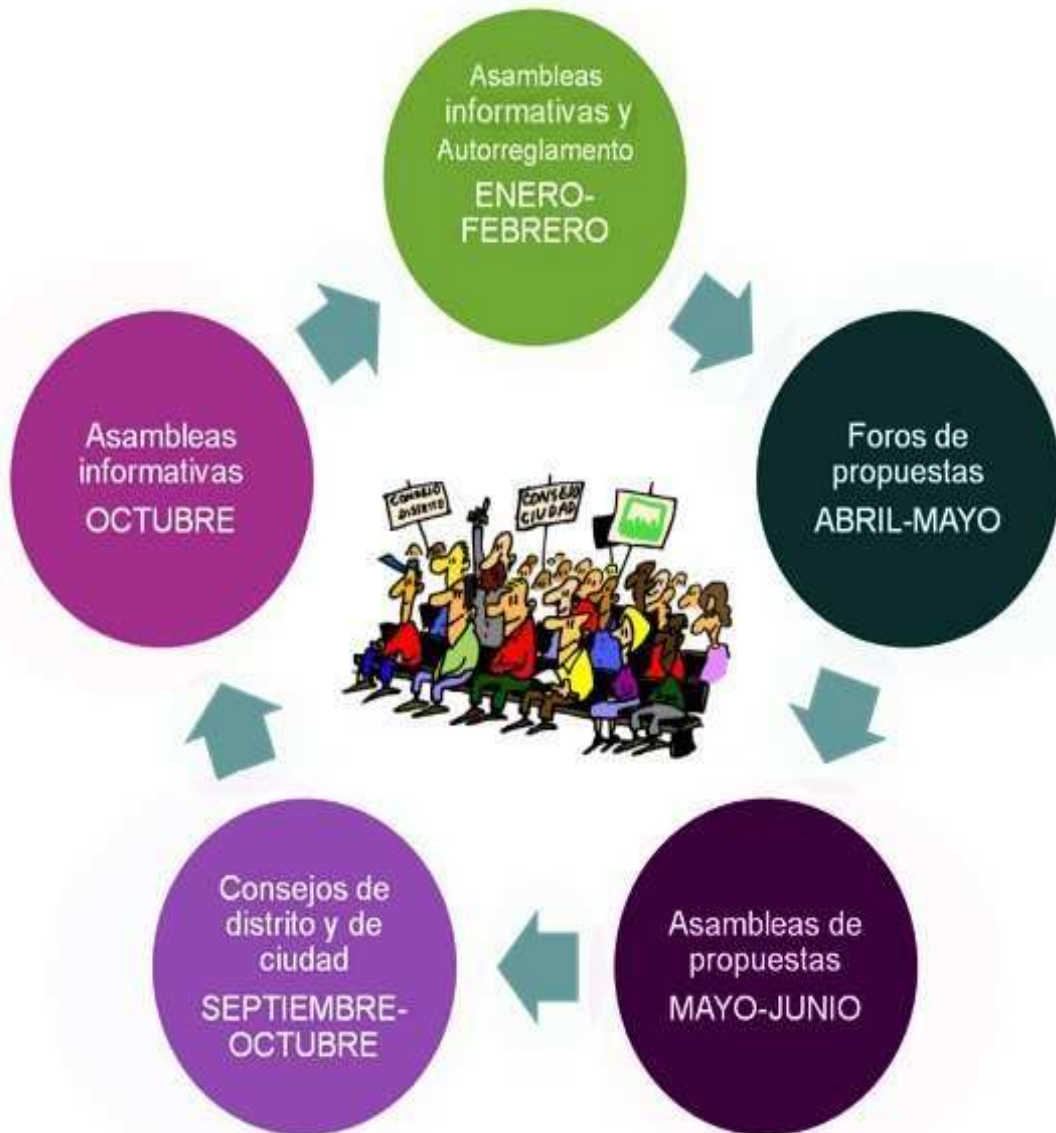 Asambleas
informativas y
Autorreglamento
ENERO-
FEBRERO
Foros de
propuestas
ABRIL-MAYO
Asambleas de
propuestas
MAYO-JUNIO
Consejos de
distrito y de
ciudad
SEPTIEMBRE-
OCTUBRE
Asambleas
informativas
OCTUBRE
CONSEJO
DISTRITO
CONSEJO
CIUDAD